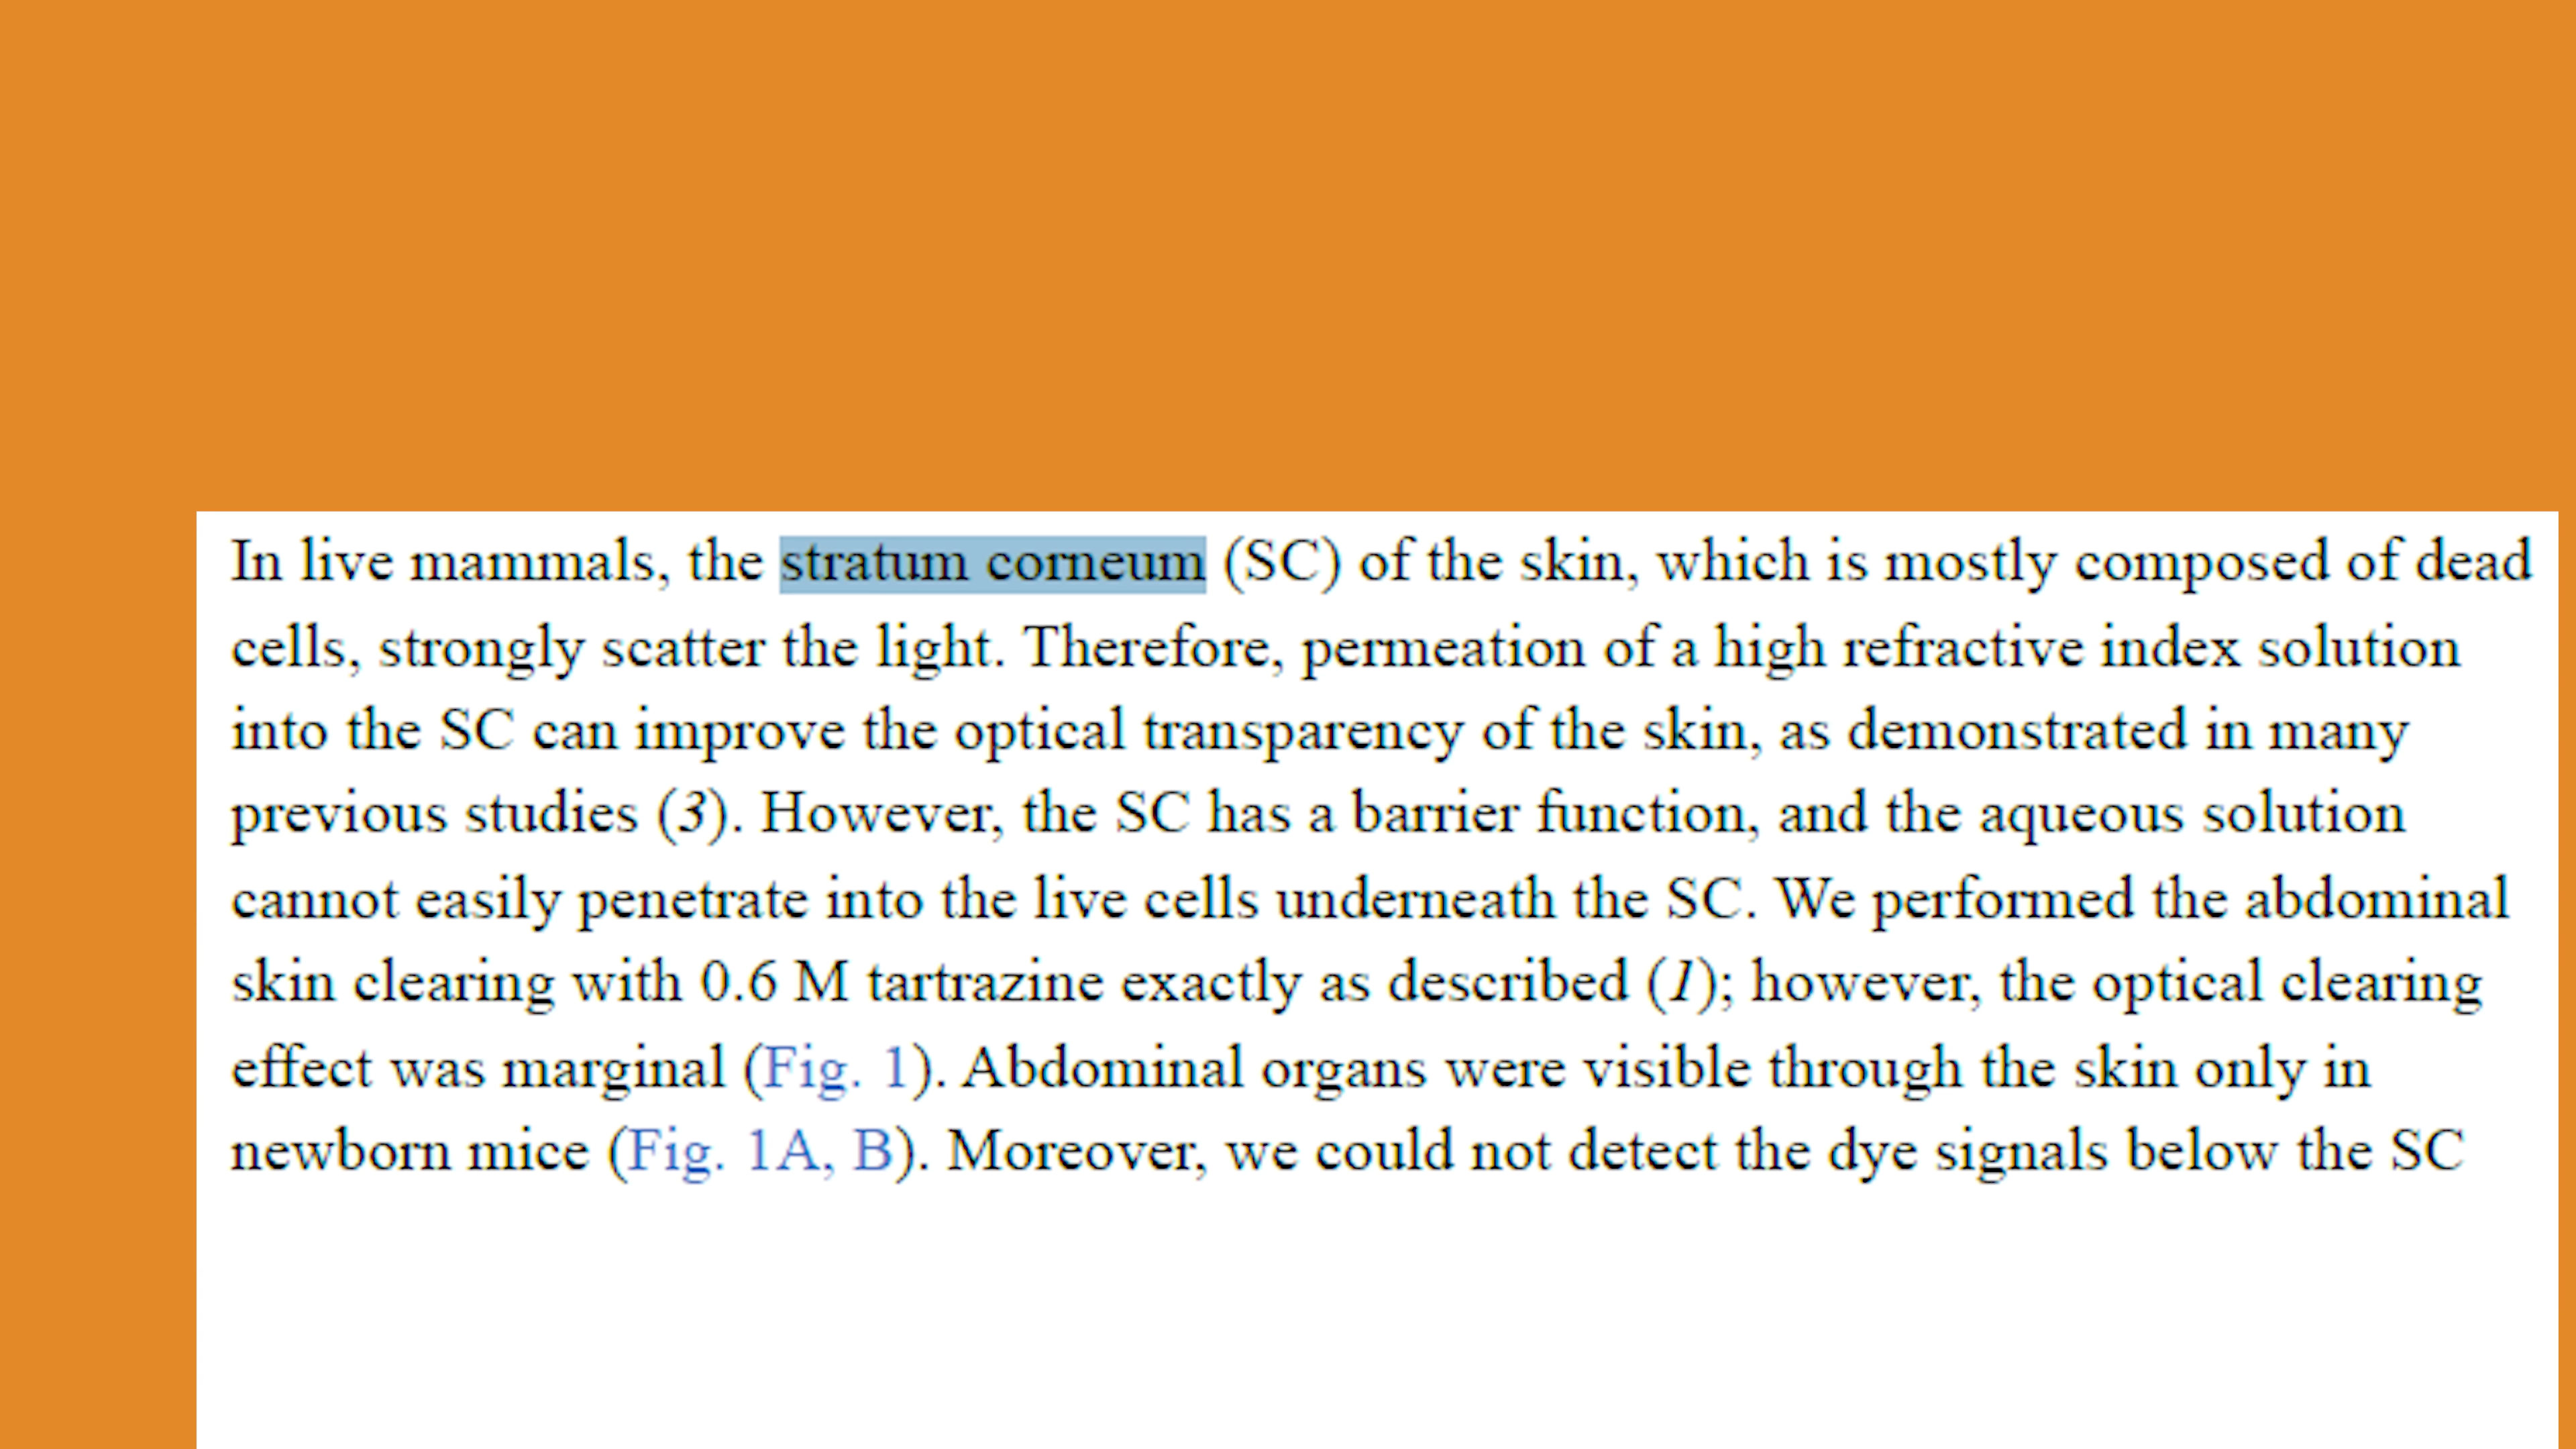 In live mammals, the stratum corneum (SC) of the skin, which is mostly composed of dead
cells, strongly scatter the light. Therefore, permeation of a high refractive index solution
into the SC can improve the optical transparency of the skin, as demonstrated in many
previous studies (3). However, the SC has a barrier function, and the aqueous solution
cannot easily penetrate into the live cells underneath the SC. We performed the abdominal
skin clearing with 0.6 M tartrazine exactly as described (1); however, the optical clearing
effect was marginal (Fig. 1). Abdominal organs were visible through the skin only in
newborn mice (Fig. 1A, B). Moreover, we could not detect the dye signals below the SC